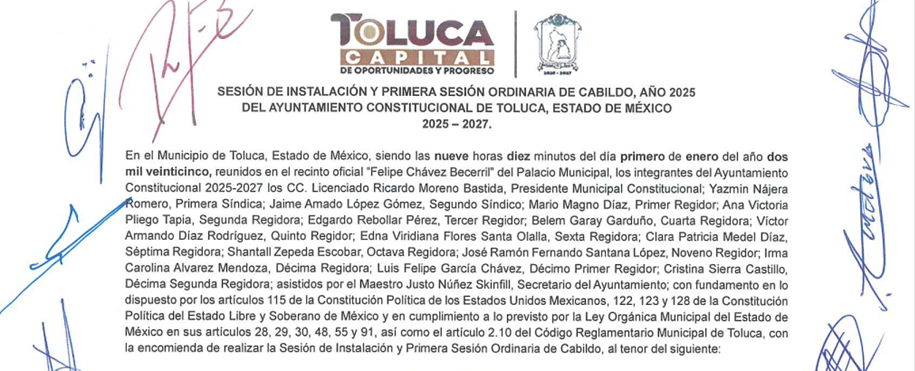 TOLUCA
CAPITAL
DE OPORTUNIDADES Y PROGRESO
2025 - 2027
SESIÓN DE INSTALACIÓN Y PRIMERA SESIÓN ORDINARIA DE CABILDO, AÑO 2025
DEL AYUNTAMIENTO CONSTITUCIONAL DE TOLUCA, ESTADO DE MÉXICO
2025 – 2027.
En el Municipio de Toluca, Estado de México, siendo las nueve horas diez minutos del día primero de enero del año dos
mil veinticinco, reunidos en el recinto oficial "Felipe Chávez Becerril" del Palacio Municipal, los integrantes del Ayuntamiento
Constitucional 2025-2027 los CC. Licenciado Ricardo Moreno Bastida, Presidente Municipal Constitucional; Yazmin Nájera
Romero, Primera Síndica; Jaime Amado López Gómez, Segundo Síndico; Mario Magno Díaz, Primer Regidor; Ana Victoria
Pliego Tapia, Segunda Regidora; Edgardo Rebollar Pérez, Tercer Regidor; Belem Garay Garduño, Cuarta Regidora; Víctor
Armando Díaz Rodríguez, Quinto Regidor; Edna Viridiana Flores Santa Olalla, Sexta Regidora; Clara Patricia Medel Díaz,
Séptima Regidora; Shantall Zepeda Escobar, Octava Regidora; José Ramón Fernando Santana López, Noveno Regidor; Irma
Carolina Alvarez Mendoza, Décima Regidora; Luis Felipe García Chávez, Décimo Primer Regidor; Cristina Sierra Castillo,
Décima Segunda Regidora; asistidos por el Maestro Justo Núñez Skinfill, Secretario del Ayuntamiento; con fundamento en lo
dispuesto por los artículos 115 de la Constitución Política de los Estados Unidos Mexicanos, 122, 123 y 128 de la Constitución
Política del Estado Libre y Soberano de México y en cumplimiento a lo previsto por la Ley Orgánica Municipal del Estado de
México en sus artículos 28, 29, 30, 48, 55 y 91, así como el artículo 2.10 del Código Reglamentario Municipal de Toluca, con
la encomienda de realizar la Sesión de Instalación y Primera Sesión Ordinaria de Cabildo, al tenor del siguiente: